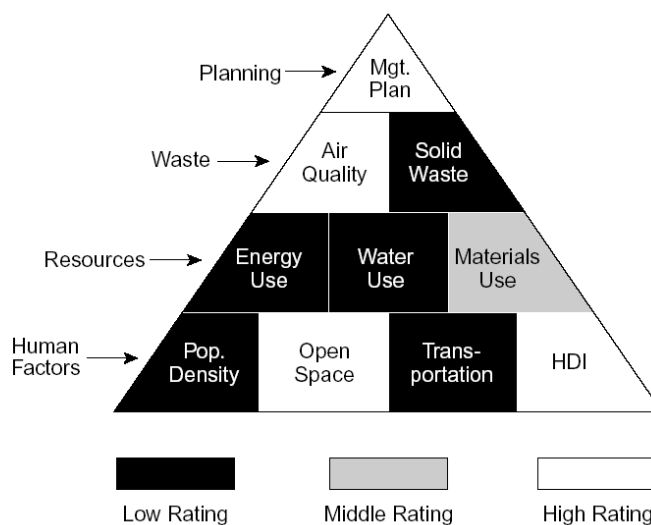 Planning
Mgt.
Plan
Waste
Air
Quality
Solid
Waste
Resources
Energy
Use
Water
Use
Materials
Use
Human
Factors
Pop.
Density
Open
Space
Trans-
portation
HDI
Low Rating
Middle Rating
High Rating